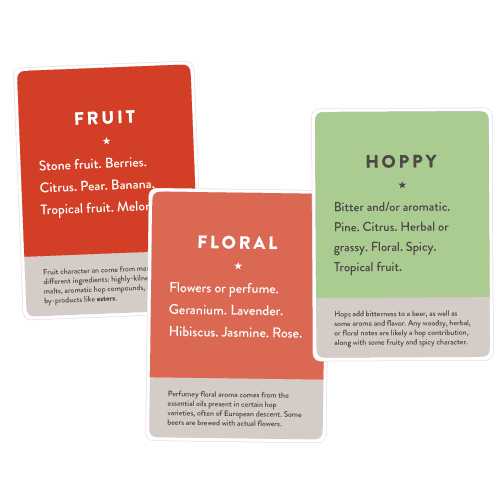 FRUIT
Stone fruit. Berries.
Citrus. Pear. Banana.
Tropical fruit. Melon
Fruit character an come from
different ingredients: highly-kilne
malts, aromatic hop compounds,
by-products like eaters.
FLORAL
Flowers or perfume.
Geranium. Lavender.
Hibiscus. Jasmine. Rose.
Perfumey floral aroma comes from the
essential oils present in certain hop
varieties, often of European descent. Some
beers are brewed with actual flowers.
HOPPY
Bitter and/or aromatic.
Pine. Citrus. Herbal or
grassy. Floral. Spicy.
Tropical fruit.
Hops add bitterness to a beer, as well as
some aroma and flavor. Any woodsy, herbal,
or floral notes are likely a hop contribution,
along with some fruity and spicy character.